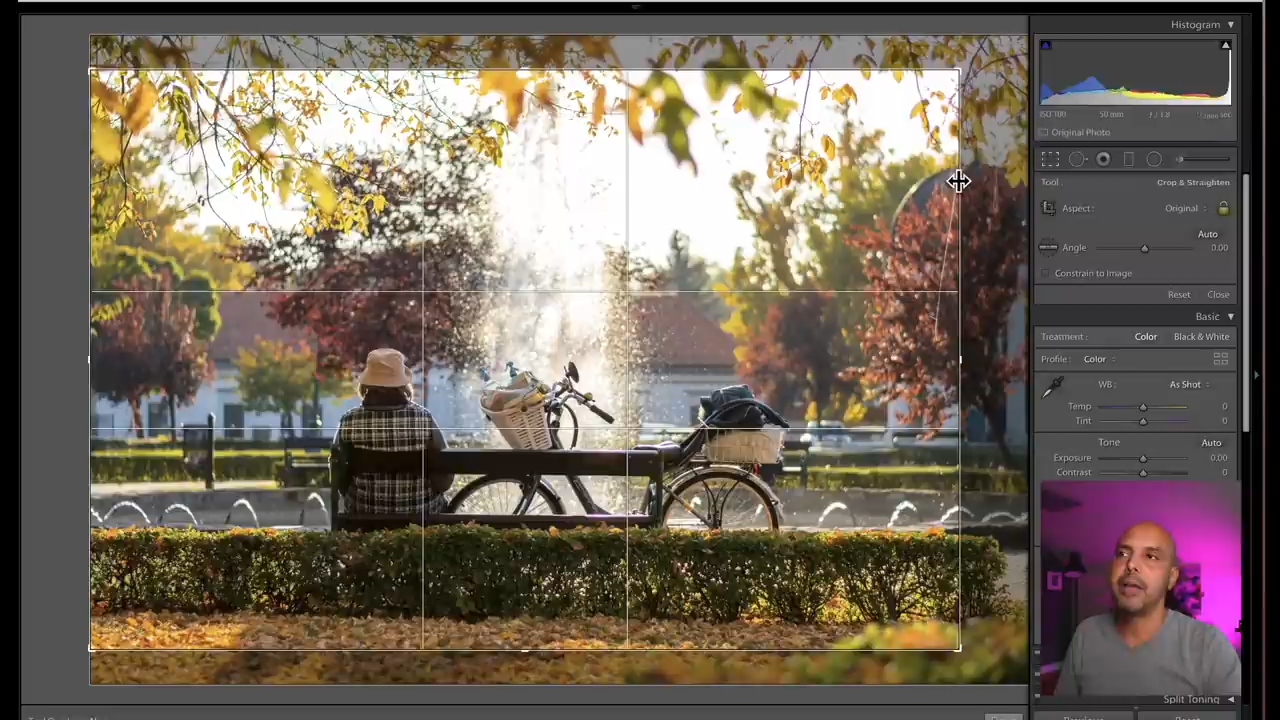 Histogram
ISO 100 50 mm
Original Photo
Tool : Crop & Straighten
Aspect : Original
Auto
Angle 0.00
Constrain to Image
Reset Close
Basic
Treatment : Color Black & White
Profile : Color
WB : As Shot
Temp 0
Tint 0
Tone Auto
Exposure 0.00
Contrast 0
Split Toning